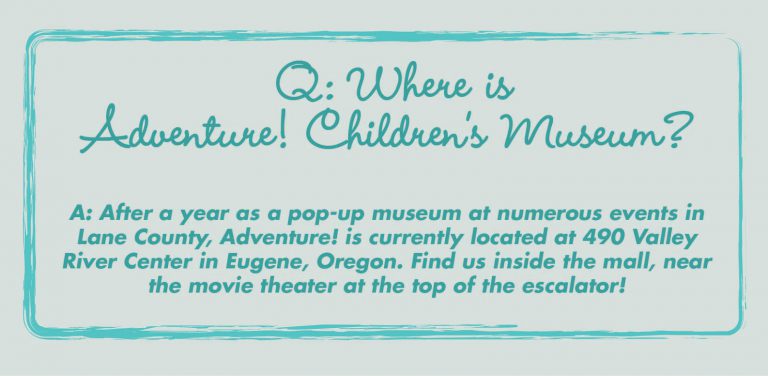 Q: Where is
Adventure! Children's Museum?
A: After a year as a pop-up museum at numerous events in
Lane County, Adventure! is currently located at 490 Valley
River Center in Eugene, Oregon. Find us inside the mall, near
the movie theater at the top of the escalator!